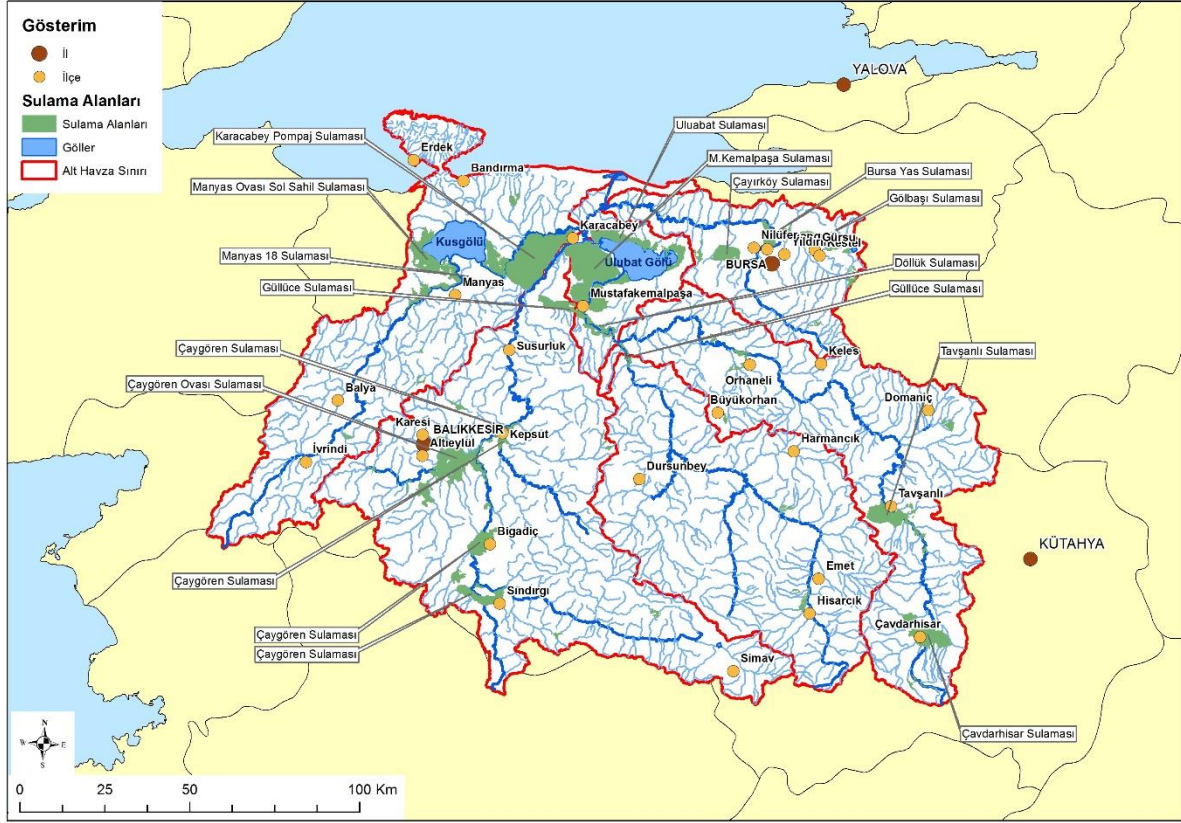 Gösterim
İl
İlçe
Sulama Alanları
Sulama Alanları
Göller
Alt Havza Sınırı
YALOVA
Karacabey Pompaj Sulaması
Uluabat Sulaması
M.Kemalpaşa Sulaması
Erdek
Bandırma
Manyas Ovası Sol Sahil Sulaması
Çayırköy Sulaması
Bursa Yas Sulaması
Gölbaşı Sulaması
Karacabey
Nilüfer
Gürsu
Kestel
Kusgölü
Ulubat Gölü
BURSA
Manyas 18 Sulaması
Döllük Sulaması
Manyas
Güllüce Sulaması
Mustafakemalpaşa
Güllüce Sulaması
Çaygören Sulaması
Susurluk
Keles
Tavşanlı Sulaması
Orhaneli
Çaygören Ovası Sulaması
Balya
Büyükorhan
Domaniç
Karesi
BALIKKESİR
Kepsut
Altıeylül
Harmancık
İvrindi
Dursunbey
Tavşanlı
Bigadiç
KÜTAHYA
Çaygören Sulaması
Emet
Sındırgı
Hisarcık
Çaygören Sulaması
Çavdarhisar
Çaygören Sulaması
Simav
Çavdarhisar Sulaması
N
W
E
S
0 25 50 100 Km